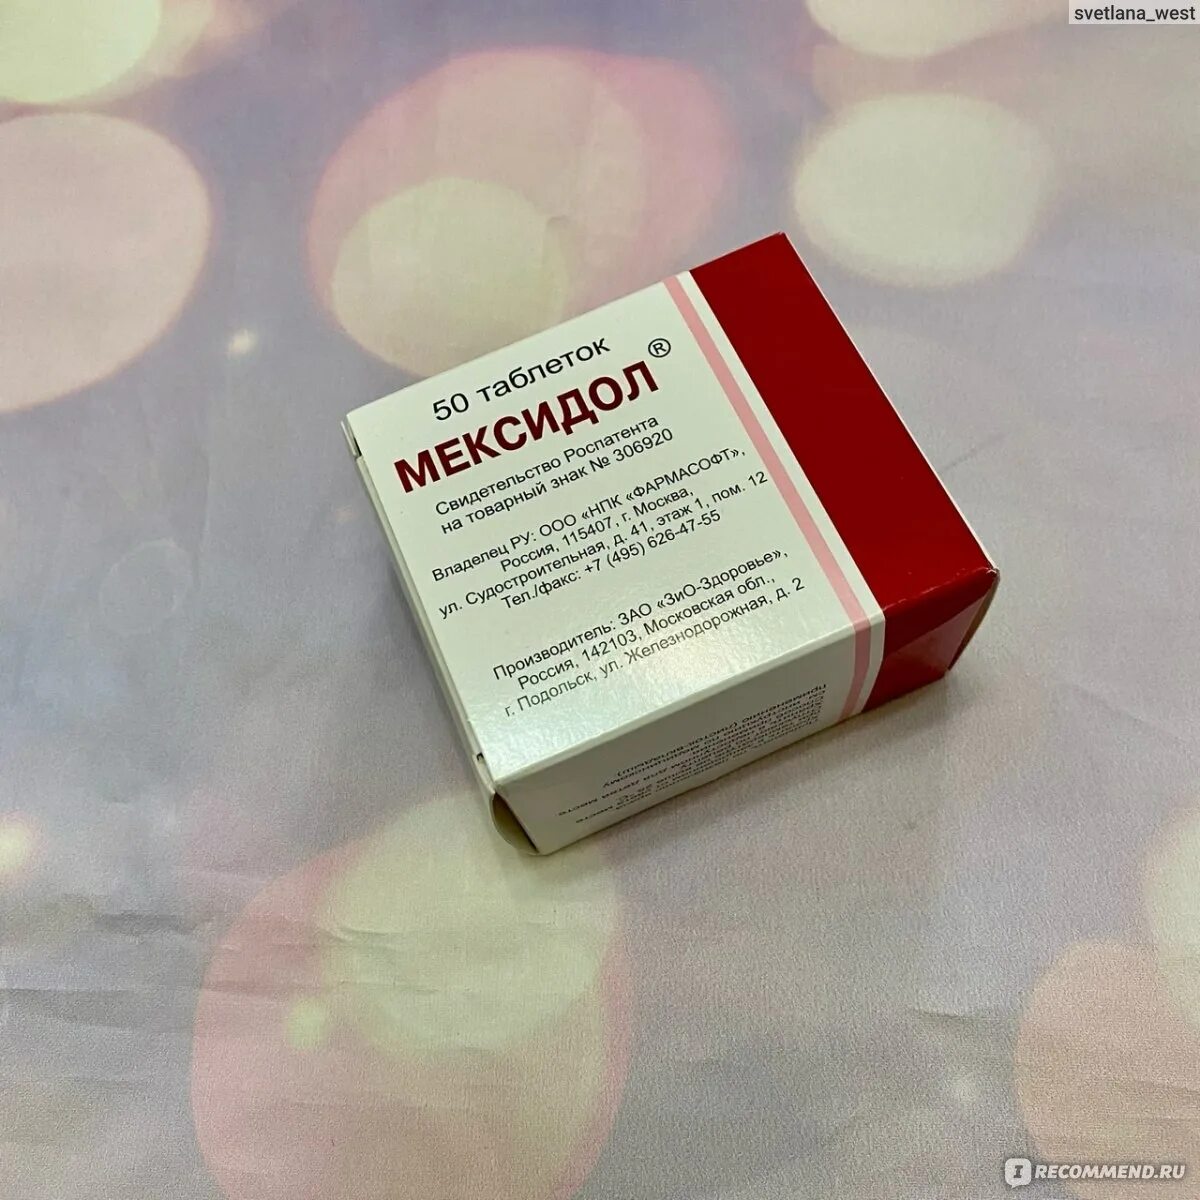 svetlana_west
50 таблеток
МЕКСИДОЛ®
Свидетельство Роспатента
на товарный знак № 306920
Владелец РУ: ООО «НПК «ФАРМАСОФТ»,
Россия, 115407, г. Москва,
ул. Судостроительная, д. 41, этаж 1, пом. 12
Тел./факс: +7 (495) 626-47-55
Производитель: ЗАО «ЗиО-Здоровье»,
Россия, 142103, Московская обл.,
г. Подольск, ул. Железнодорожная, д. 2
IRECOMMEND.RU